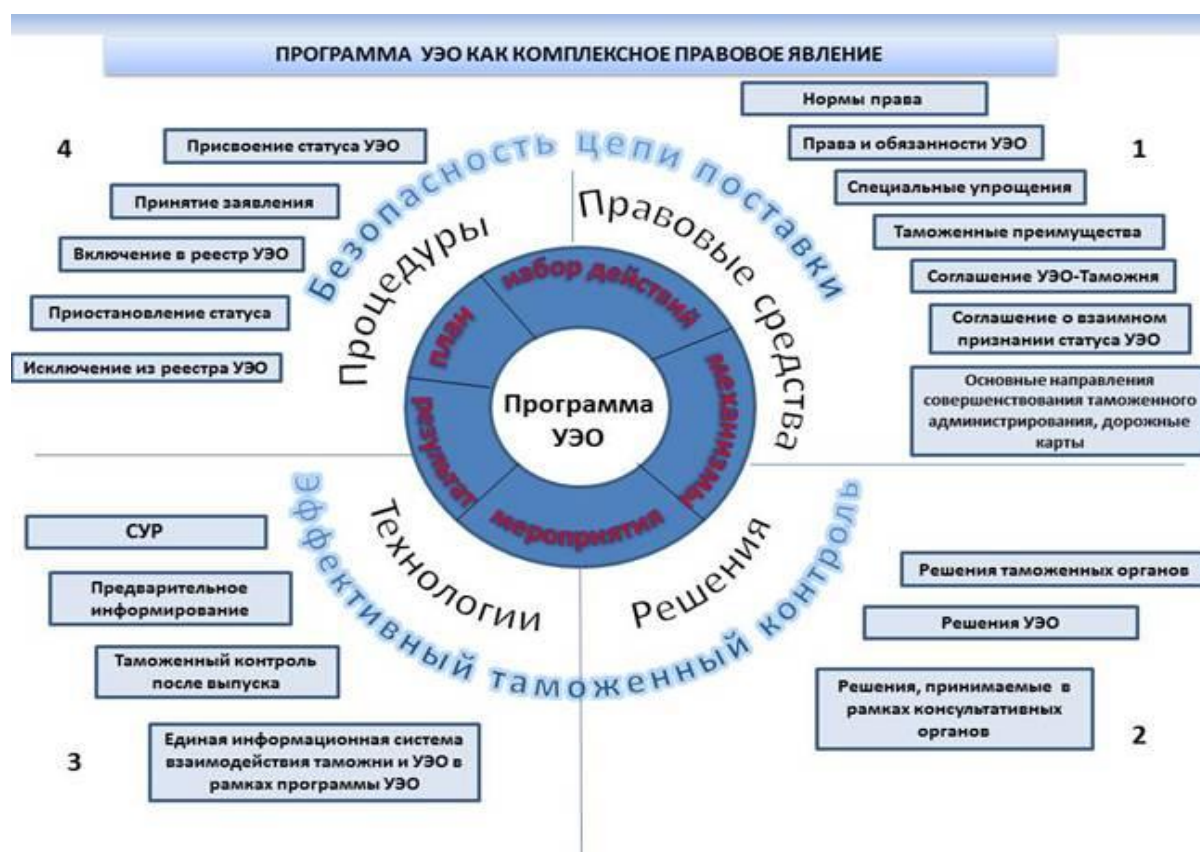 ПРОГРАММА УЭО КАК КОМПЛЕКСНОЕ ПРАВОВОЕ ЯВЛЕНИЕ
Безопасность цепи поставки
1
Правовые средства
Нормы права
Права и обязанности УЭО
Специальные упрощения
Таможенные преимущества
Соглашение УЭО-Таможня
Соглашение о взаимном
признании статуса УЭО
Основные направления
совершенствования таможенного
администрирования, дорожные
карты
4
Процедуры
Присвоение статуса УЭО
Принятие заявления
Включение в реестр УЭО
Приостановление статуса
Исключение из реестра УЭО
план
набор действий
механизмы
мероприятия
результат
Программа
УЭО
Эффективный таможенный контроль
Технологии
СУР
Предварительное
информирование
Таможенный контроль
после выпуска
Единая информационная система
взаимодействия таможни и УЭО в
рамках программы УЭО
3
Решения
Решения таможенных органов
Решения УЭО
Решения, принимаемые в
рамках консультативных
органов
2